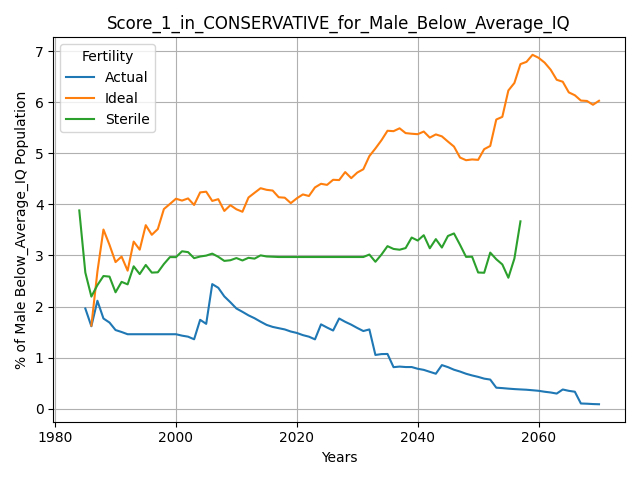 Score_1_in_CONSERVATIVE_for_Male_Below_Average_IQ
Fertility
Actual
Ideal
Sterile
% of Male Below_Average_IQ Population
7
6
5
4
3
2
1
0
1980
2000
2020
2040
2060
Years